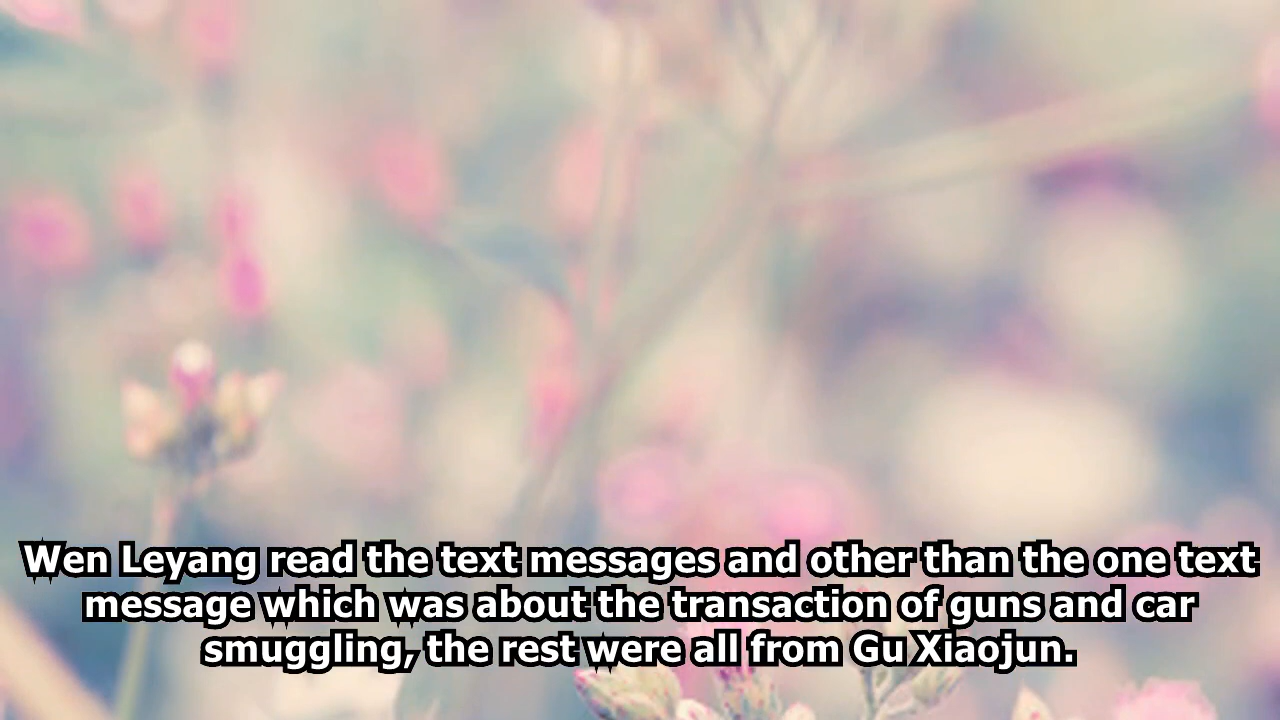 Wen Leyang read the text messages and other than the one text
message which was about the transaction of guns and car
smuggling, the rest were all from Gu Xiaojun.